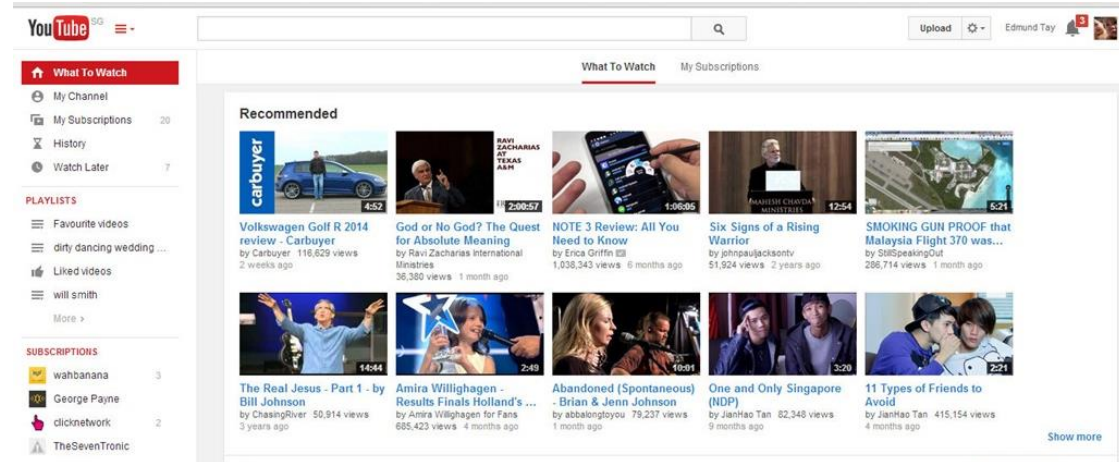 YouTube SG
Upload
Edmund Tay
3
What To Watch
My Channel
My Subscriptions 20
History
Watch Later 7
PLAYLISTS
Favourite videos
dirty dancing wedding ...
Liked videos
will smith
More >
SUBSCRIPTIONS
wahbanana 3
George Payne
clicknetwork 2
TheSevenTronic
What To Watch My Subscriptions
Recommended
carbuyer
4:52
Volkswagen Golf R 2014
review - Carbuyer
by Carbuyer 116,629 views
2 weeks ago
RAVI
ZACHARIAS
AT
TEXAS
A&M
2:00:57
God or No God? The Quest
for Absolute Meaning
by Ravi Zacharias International
Ministries
36,380 views 1 month ago
1:06:05
NOTE 3 Review: All You
Need to Know
by Erica Griffin
1,038,343 views 6 months ago
MAHESH CHAVDA
MINISTRIES
12:54
Six Signs of a Rising
Warrior
by johnpauljacksontv
51,924 views 2 years ago
5:21
SMOKING GUN PROOF that
Malaysia Flight 370 was...
by StillSpeakingOut
286,714 views 1 month ago
14:44
The Real Jesus - Part 1 - by
Bill Johnson
by ChasingRiver 50,914 views
3 years ago
2:49
Amira Willighagen -
Results Finals Holland's ...
by Amira Willighagen for Fans
685,423 views 4 months ago
10:01
Abandoned (Spontaneous)
- Brian & Jenn Johnson
by abbalongtoyou 79,237 views
1 month ago
3:20
One and Only Singapore
(NDP)
by JianHao Tan 82,348 views
9 months ago
2:21
11 Types of Friends to
Avoid
by JianHao Tan 415,154 views
4 months ago
Show more